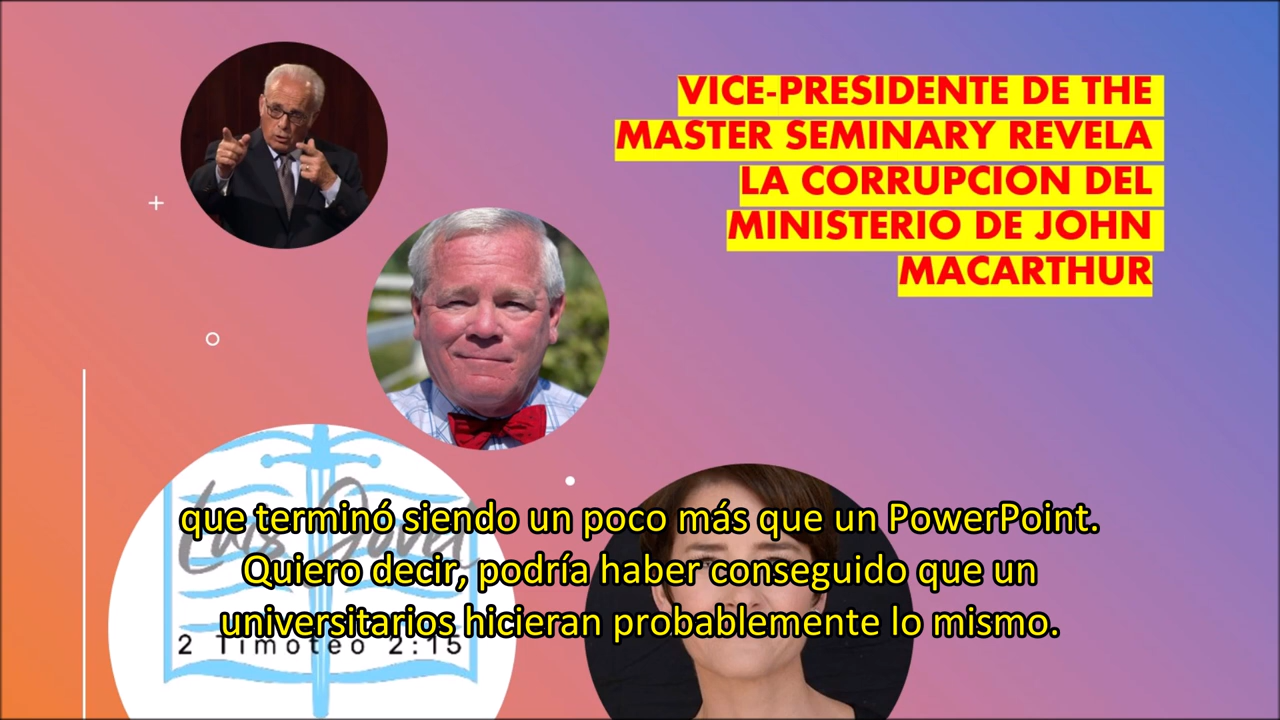 VICE-PRESIDENTE DE THE
MASTER SEMINARY REVELA
LA CORRUPCION DEL
MINISTERIO DE JOHN
MACARTHUR
Luis
que terminó siendo un poco más que un PowerPoint.
Quiero decir, podría haber conseguido que un
universitarios hicieran probablemente lo mismo.
2 Timoteo 2:15